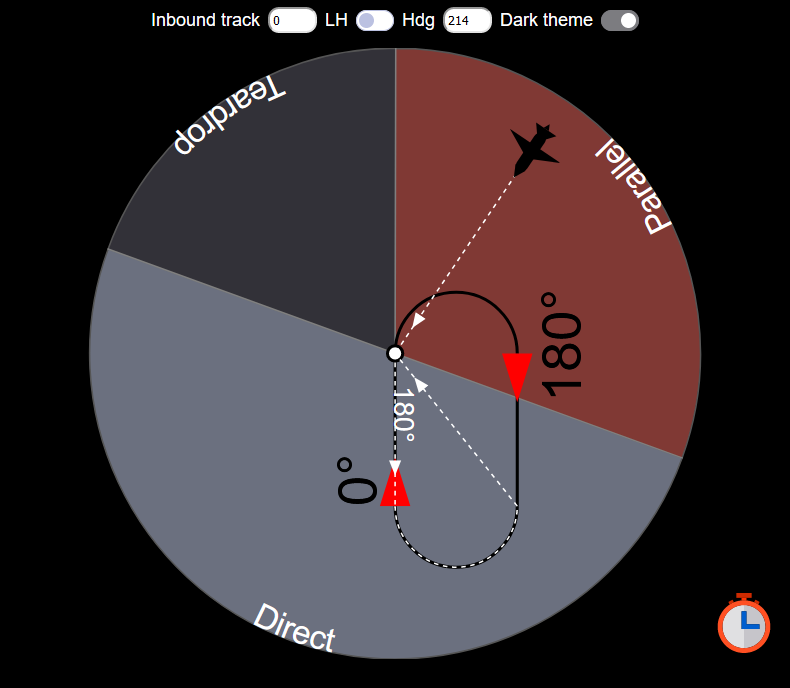 Inbound track 0 LH Hdg 214 Dark theme
Teardrop
Parallel
180°
180°
0°
Direct